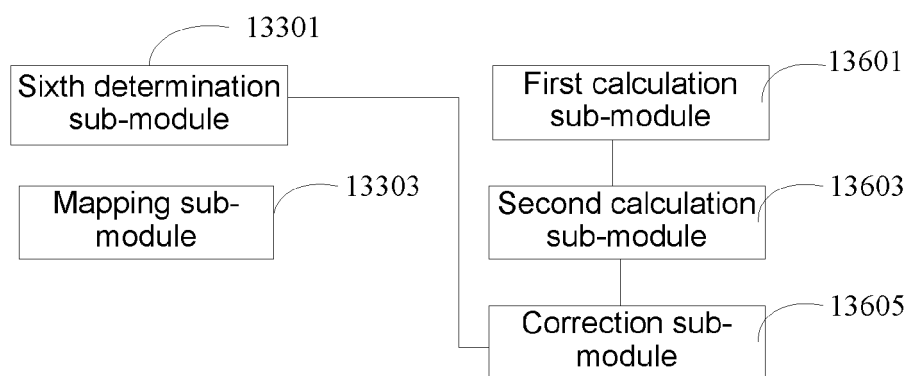 13301
Sixth determination
sub-module
13303
Mapping sub-
module
13601
First calculation
sub-module
13603
Second calculation
sub-module
13605
Correction sub-
module